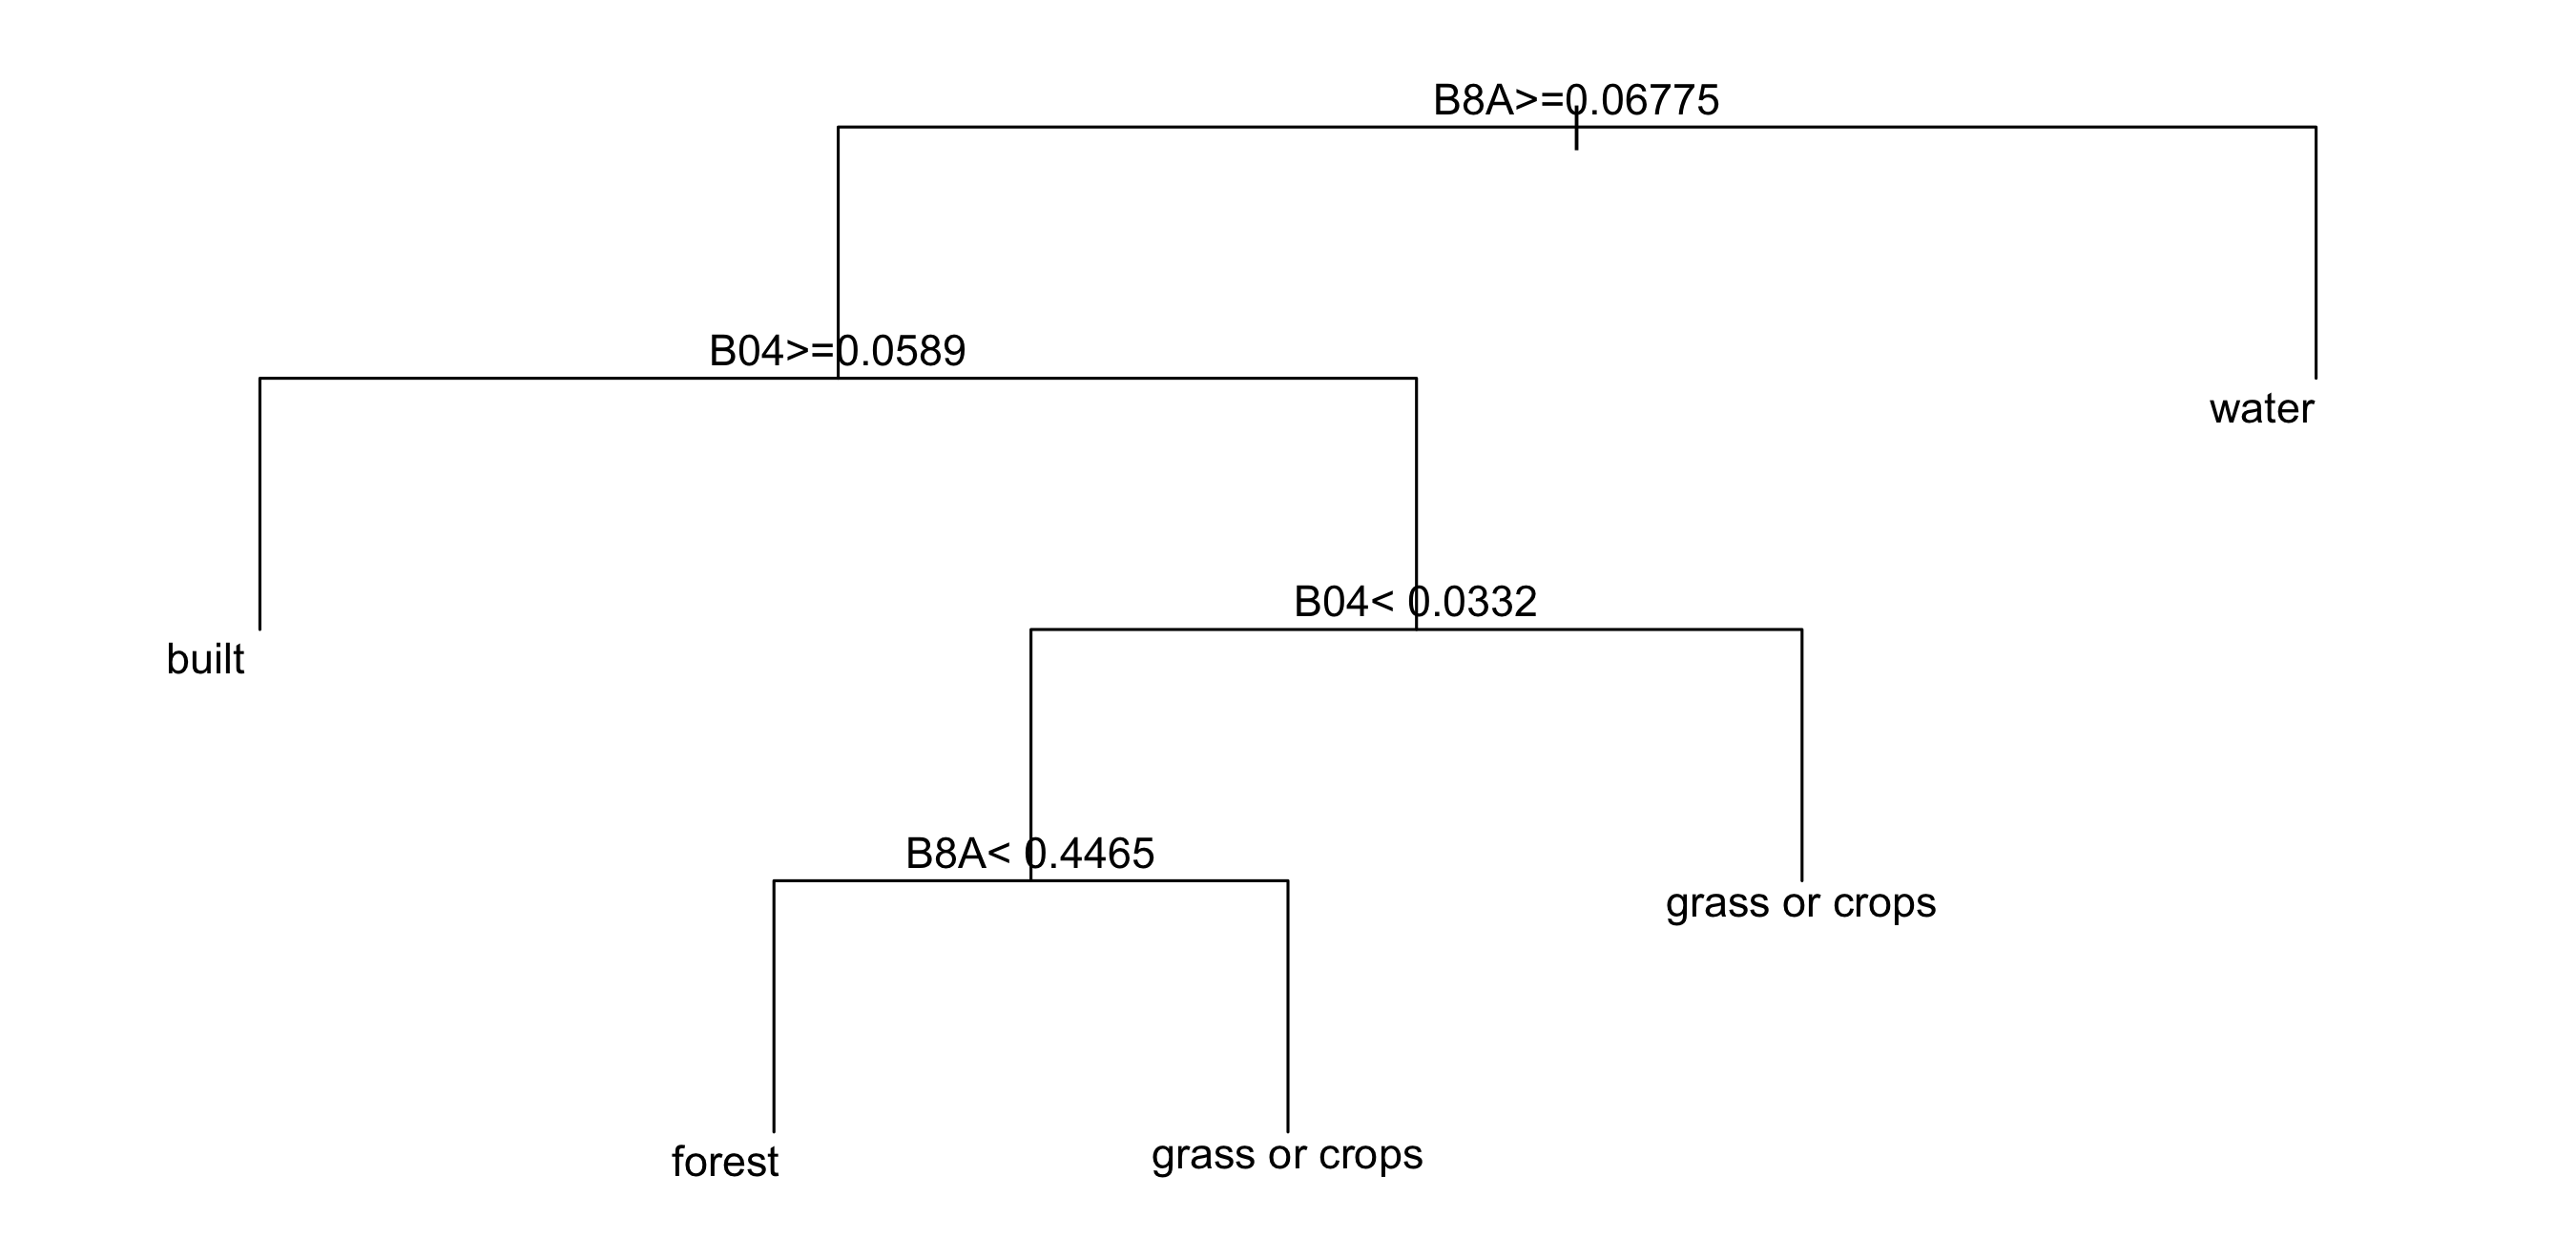 B8A>=0.06775
B04>=0.0589
water
B04< 0.0332
built
B8A< 0.4465
grass or crops
forest
grass or crops